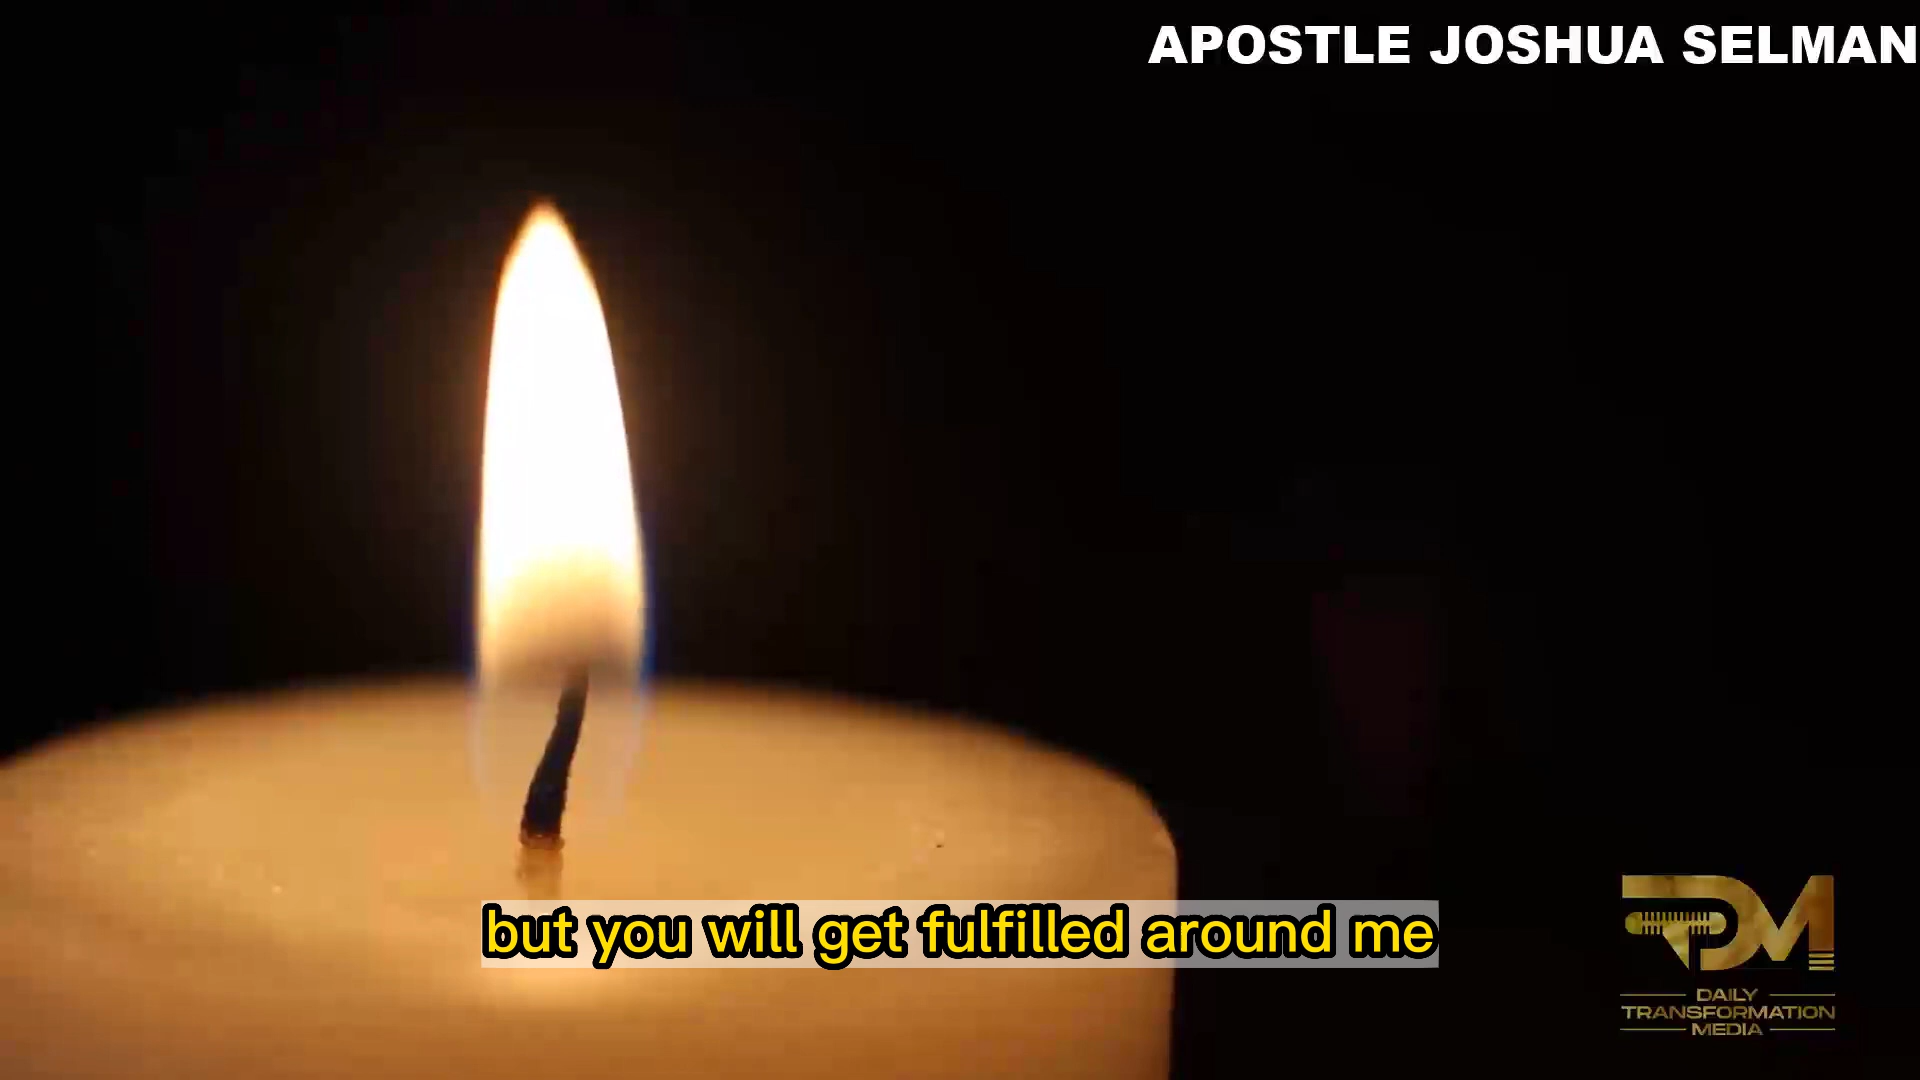 APOSTLE JOSHUA SELMAN
but you will get fulfilled around me
DAILY
TRANSFORMATION
MEDIA